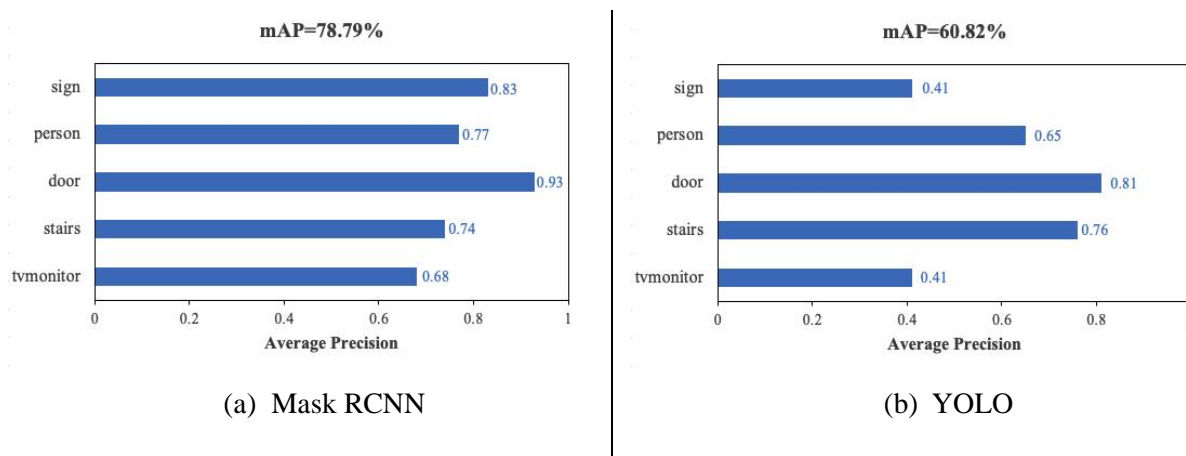 mAP=78.79%
sign 0.83
person 0.77
door 0.93
stairs 0.74
tvmonitor 0.68
0 0.2 0.4 0.6 0.8 1
Average Precision
(a) Mask RCNN
mAP=60.82%
sign 0.41
person 0.65
door 0.81
stairs 0.76
tvmonitor 0.41
0 0.2 0.4 0.6 0.8
Average Precision
(b) YOLO